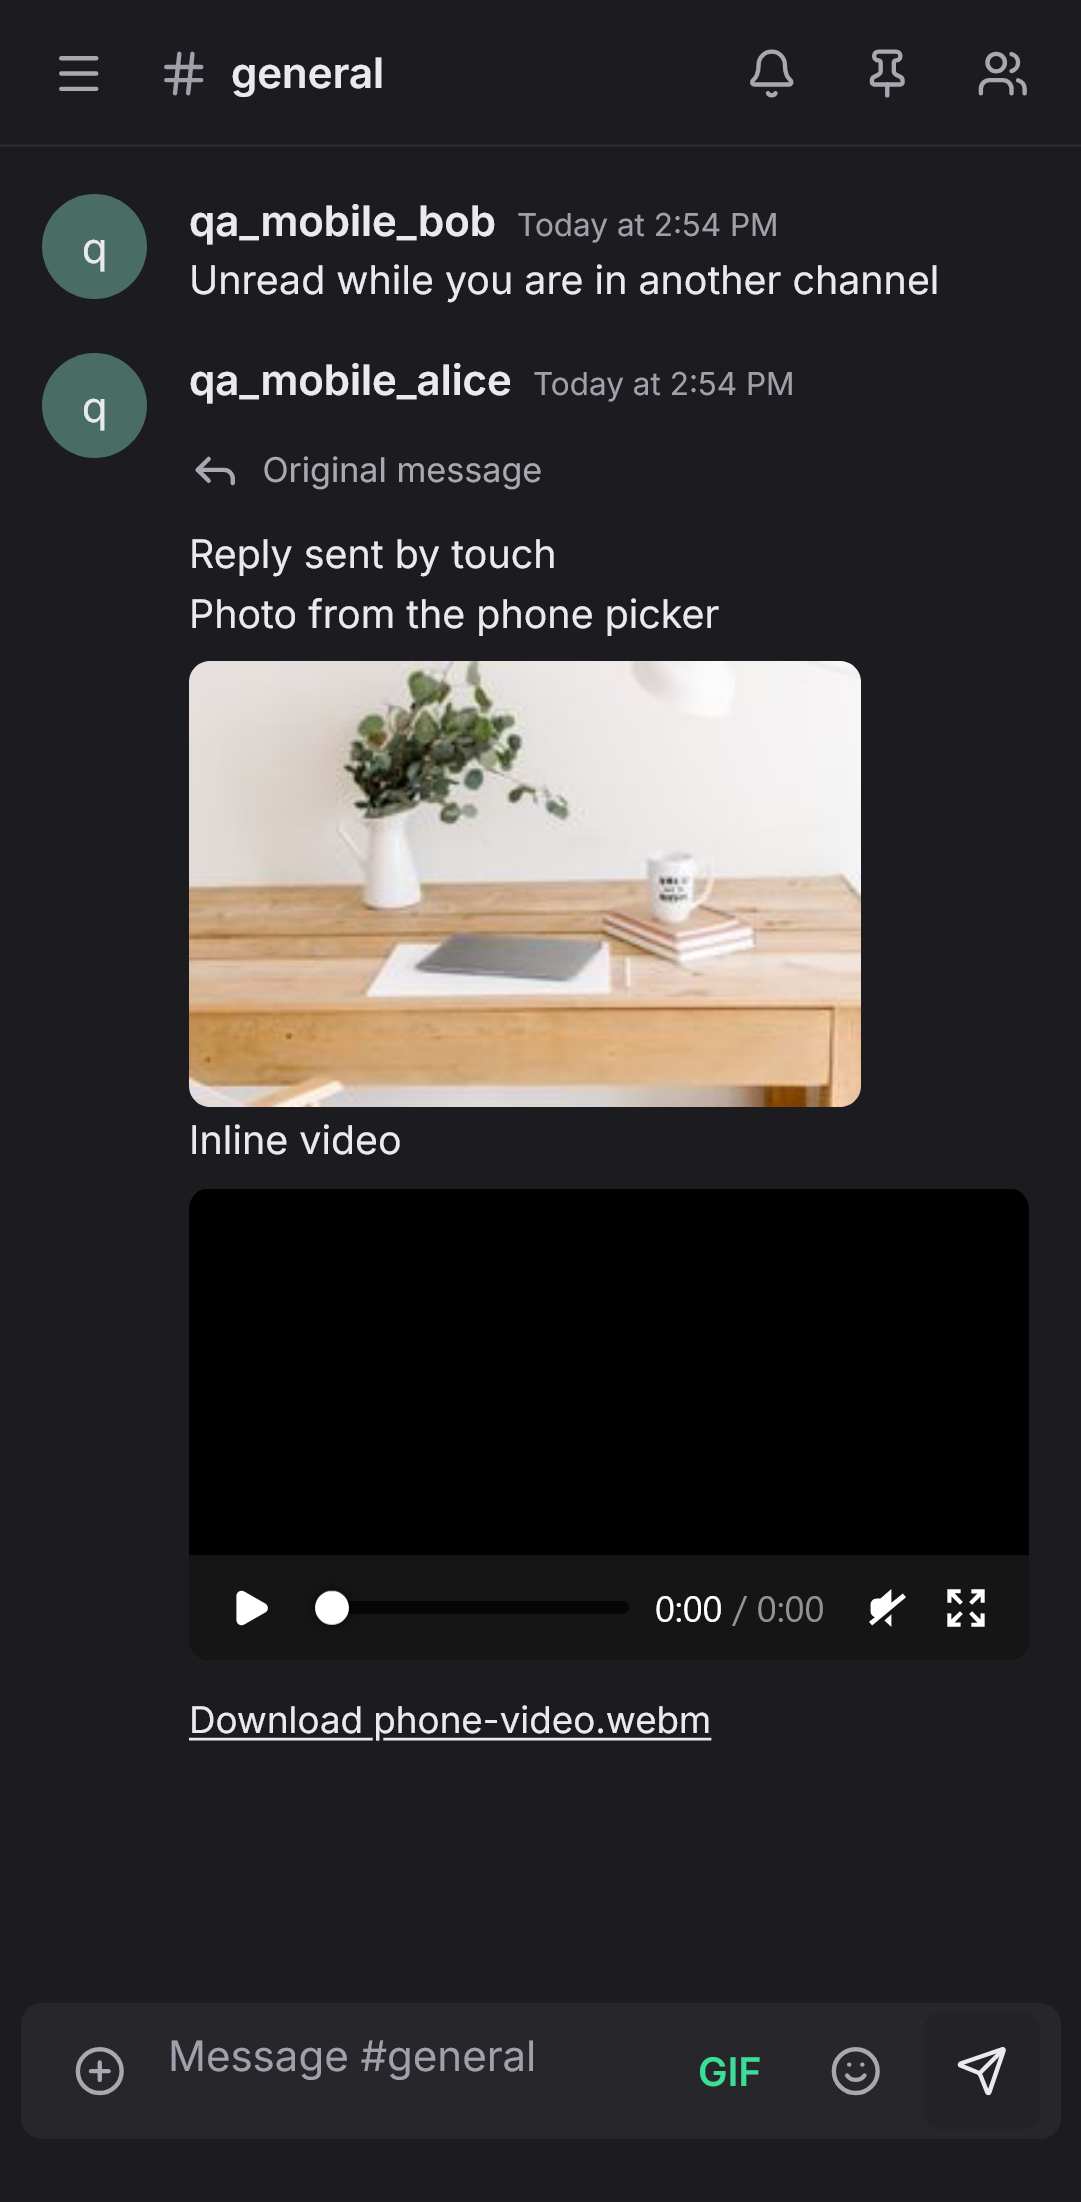 # general
qa_mobile_bob Today at 2:54 PM
Unread while you are in another channel
qa_mobile_alice Today at 2:54 PM
Original message
Reply sent by touch
Photo from the phone picker
Inline video
0:00 / 0:00
Download phone-video.webm
Message #general
GIF